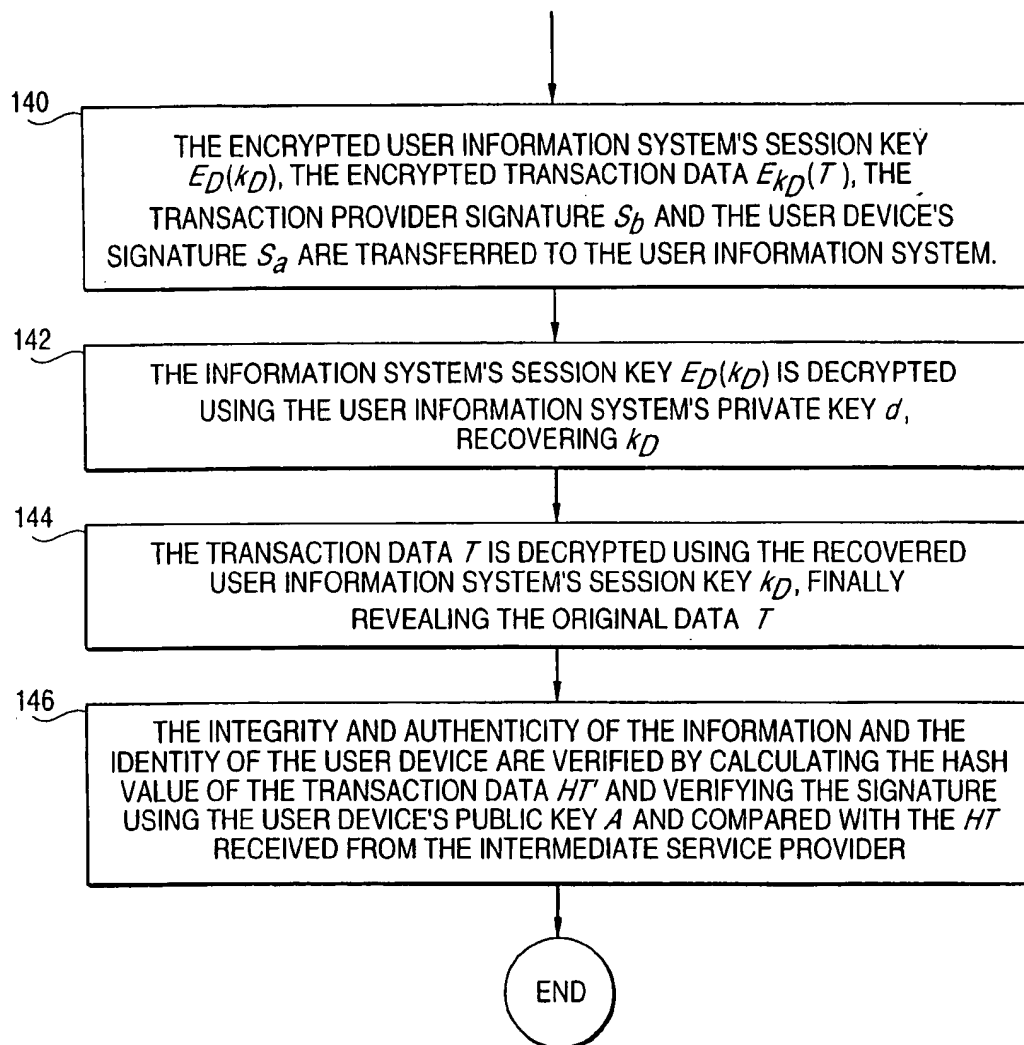 140
THE ENCRYPTED USER INFORMATION SYSTEM'S SESSION KEY
E_D(k_D), THE ENCRYPTED TRANSACTION DATA E_{k_D}(T), THE
TRANSACTION PROVIDER SIGNATURE S_b AND THE USER DEVICE'S
SIGNATURE S_a ARE TRANSFERRED TO THE USER INFORMATION SYSTEM.
142
THE INFORMATION SYSTEM'S SESSION KEY E_D(k_D) IS DECRYPTED
USING THE USER INFORMATION SYSTEM'S PRIVATE KEY d,
RECOVERING k_D
144
THE TRANSACTION DATA T IS DECRYPTED USING THE RECOVERED
USER INFORMATION SYSTEM'S SESSION KEY k_D, FINALLY
REVEALING THE ORIGINAL DATA T
146
THE INTEGRITY AND AUTHENTICITY OF THE INFORMATION AND THE
IDENTITY OF THE USER DEVICE ARE VERIFIED BY CALCULATING THE HASH
VALUE OF THE TRANSACTION DATA HT' AND VERIFYING THE SIGNATURE
USING THE USER DEVICE'S PUBLIC KEY A AND COMPARED WITH THE HT
RECEIVED FROM THE INTERMEDIATE SERVICE PROVIDER
END